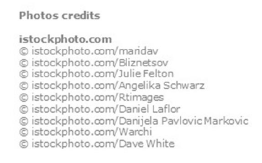 Photos credits
istockphoto.com
© istockphoto.com/maridav
© istockphoto.com/Bliznetsov
© istockphoto.com/Julie Felton
© istockphoto.com/Angelika Schwarz
© istockphoto.com/Rtimages
© istockphoto.com/Daniel Laflor
© istockphoto.com/Danijela Pavlovic Markovic
© istockphoto.com/Warchi
© istockphoto.com/Dave White